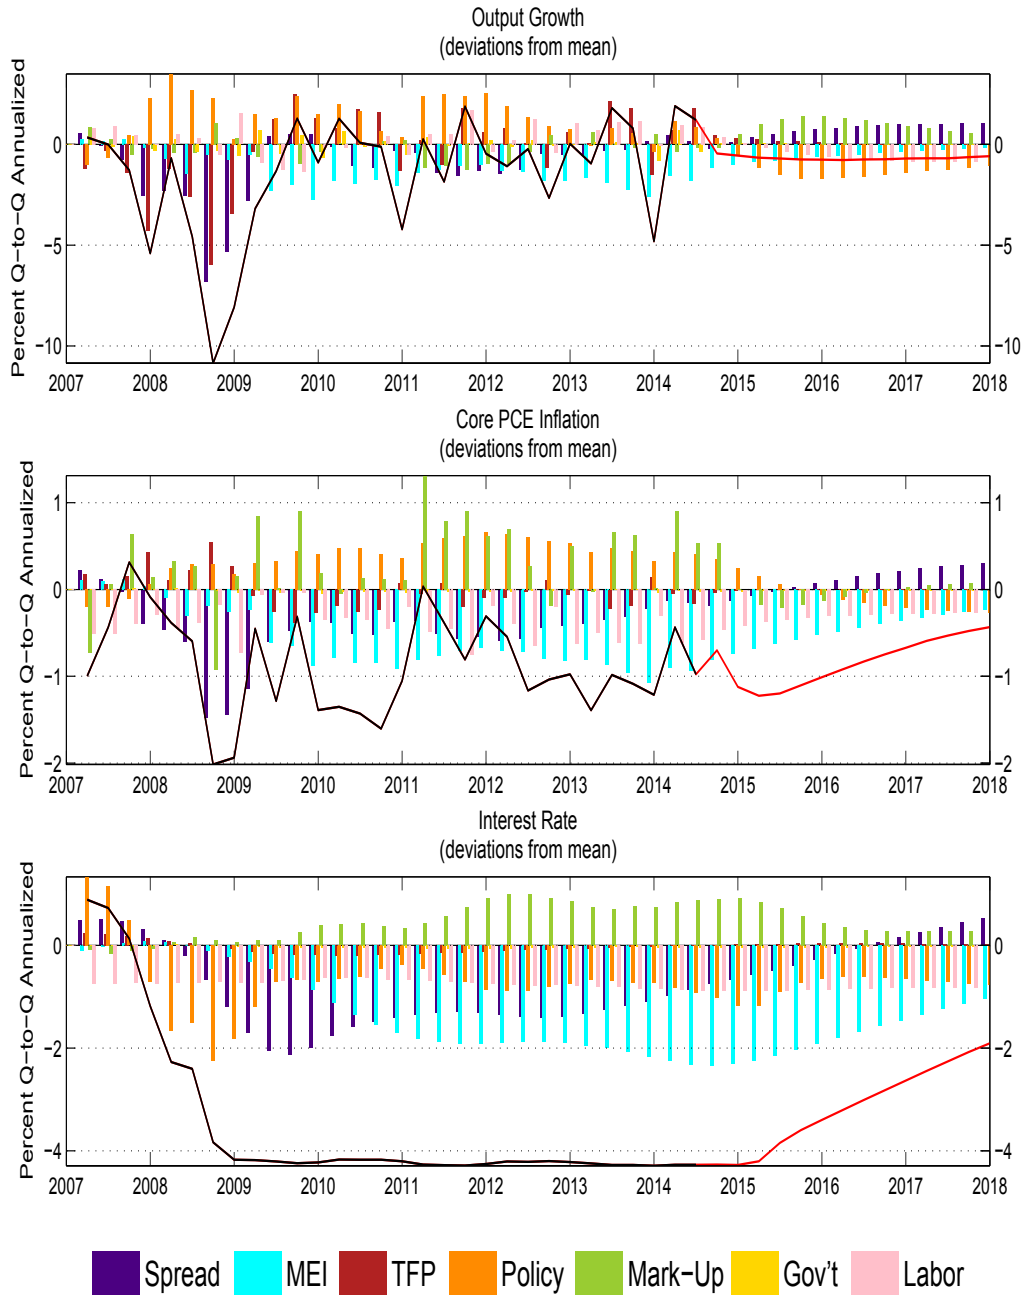 Output Growth
(deviations from mean)
Percent Q−to−Q Annualized
0 0
−5 −5
−10 −10
2007 2008 2009 2010 2011 2012 2013 2014 2015 2016 2017 2018
Core PCE Inflation
(deviations from mean)
Percent Q−to−Q Annualized
1 1
0 0
−1 −1
−2 −2
2007 2008 2009 2010 2011 2012 2013 2014 2015 2016 2017 2018
Interest Rate
(deviations from mean)
Percent Q−to−Q Annualized
0 0
−2 −2
−4 −4
2007 2008 2009 2010 2011 2012 2013 2014 2015 2016 2017 2018
Spread MEI TFP Policy Mark−Up Gov't Labor